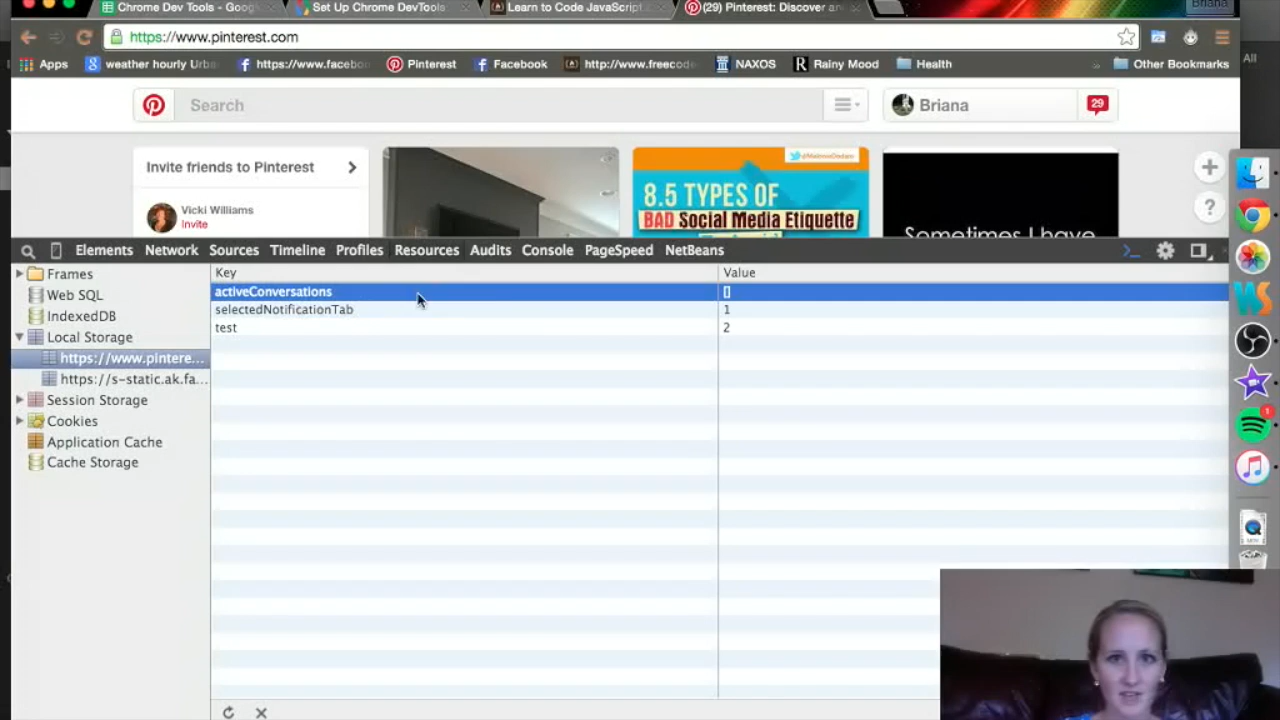 Chrome Dev Tools - Goog
Set Up Chrome DevTools
Learn to Code JavaScript
(29) Pinterest: Discover and
Briana
https://www.pinterest.com
Apps
weather hourly Urb
https://www.facebo
Pinterest
Facebook
http://www.freecode
NAXOS
Rainy Mood
Health
»
Other Bookmarks
All
Search
Briana
29
Invite friends to Pinterest
Vicki Williams
Invite
8.5 TYPES OF
BAD Social Media Etiquette
Sometimes I have
+
?
Elements Network Sources Timeline Profiles Resources Audits Console PageSpeed NetBeans
Frames
Web SQL
IndexedDB
Local Storage
https://www.pintere...
https://s-static.ak.fa...
Session Storage
Cookies
Application Cache
Cache Storage
Key Value
activeConversations []
selectedNotificationTab 1
test 2
1